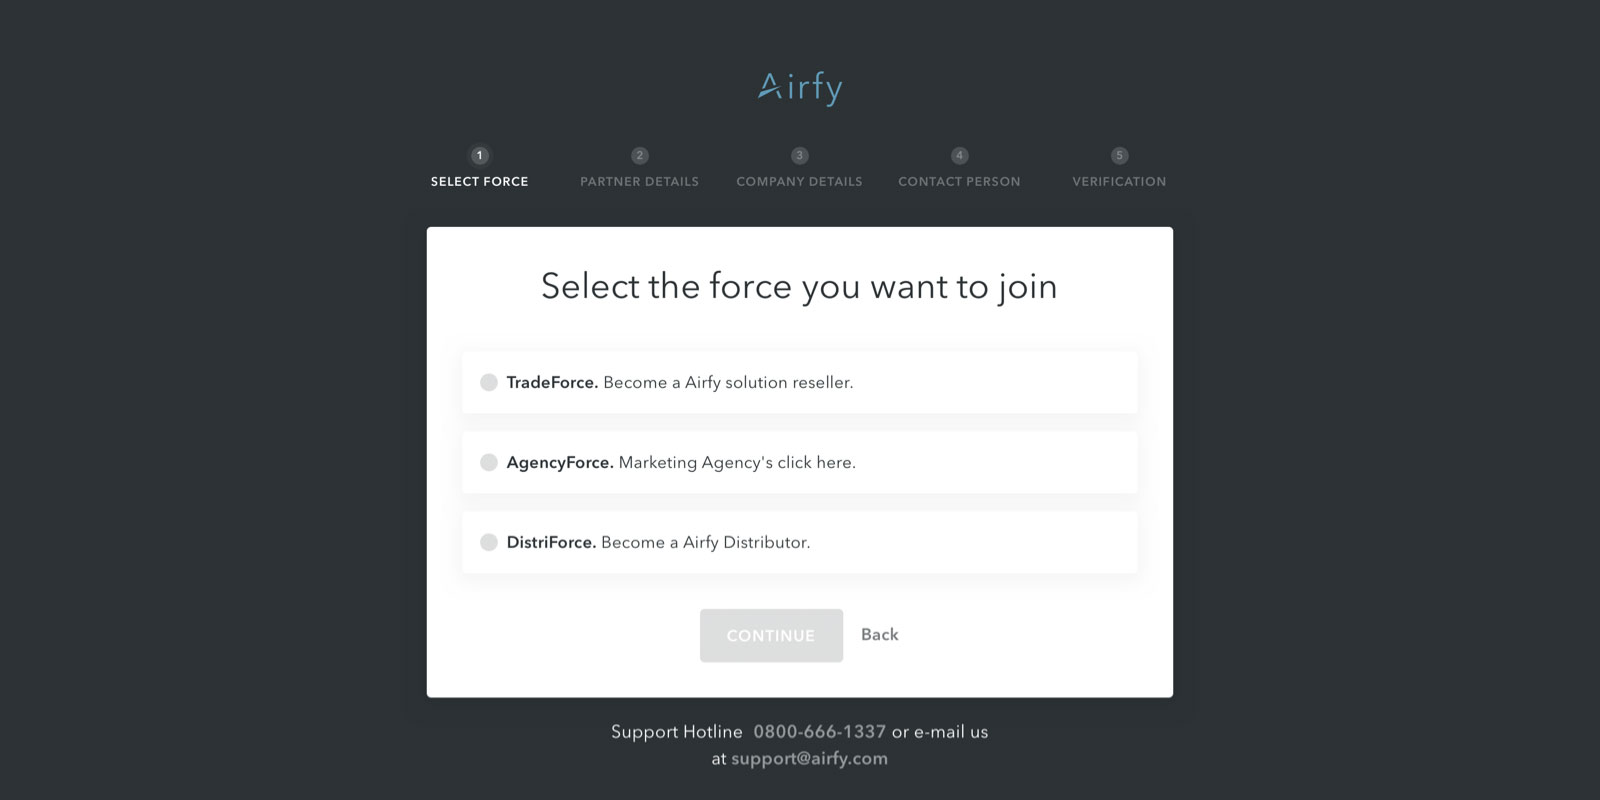 Airfy
1 2 3 4 5
SELECT FORCE PARTNER DETAILS COMPANY DETAILS CONTACT PERSON VERIFICATION
Select the force you want to join
TradeForce. Become a Airfy solution reseller.
AgencyForce. Marketing Agency's click here.
DistriForce. Become a Airfy Distributor.
CONTINUE Back
Support Hotline 0800-666-1337 or e-mail us
at support@airfy.com